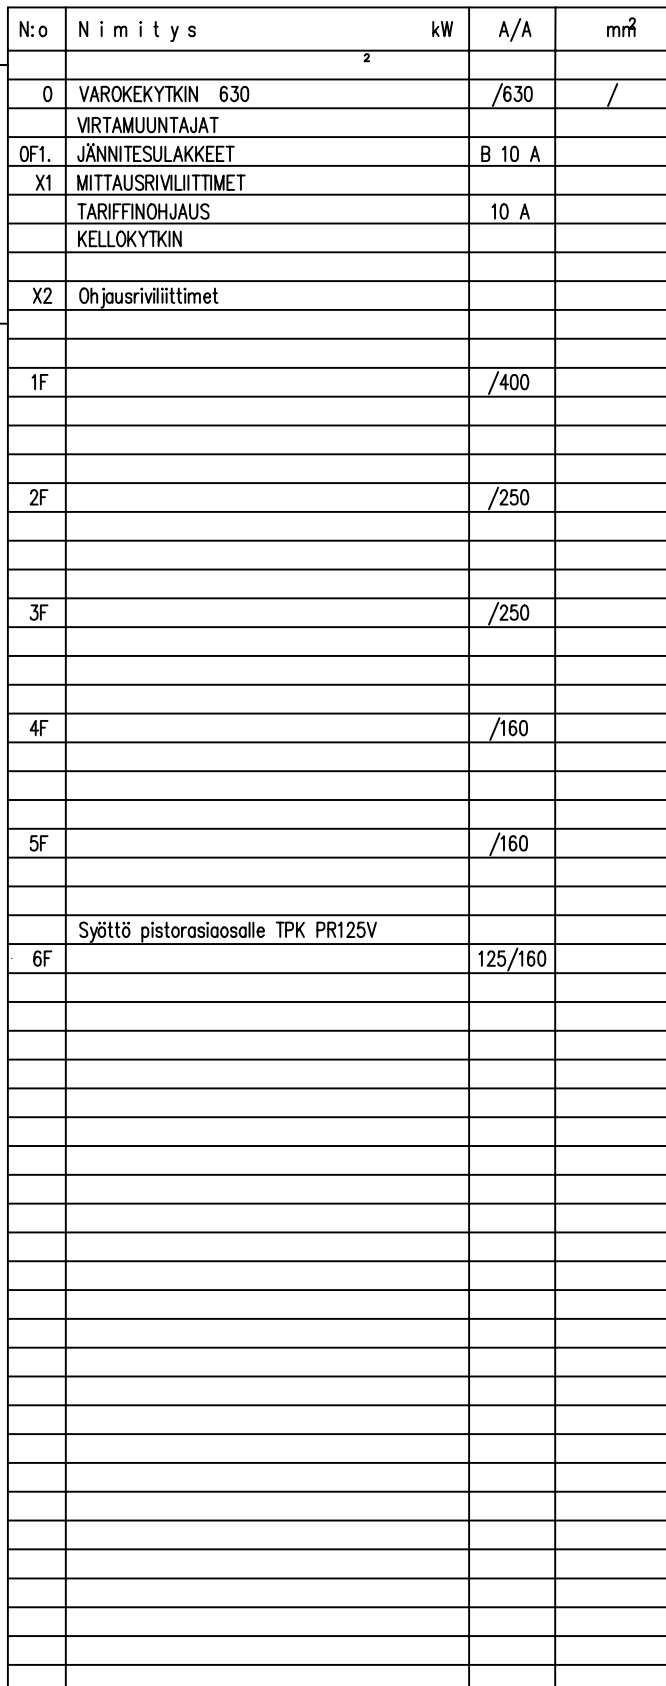 N:o Nimitys kW A/A mm²
2
0 VAROKEKYTKIN 630 /630 /
VIRTAMUUNTAJAT
0F1. JÄNNITESULAKKEET B 10 A
X1 MITTAUSRIVILIITTIMET
TARIFFINOHJAUS 10 A
KELLOKYTKIN
X2 Ohjausriviliittimet
1F /400
2F /250
3F /250
4F /160
5F /160
Syöttö pistorasiaosalle TPK PR125V
6F 125/160